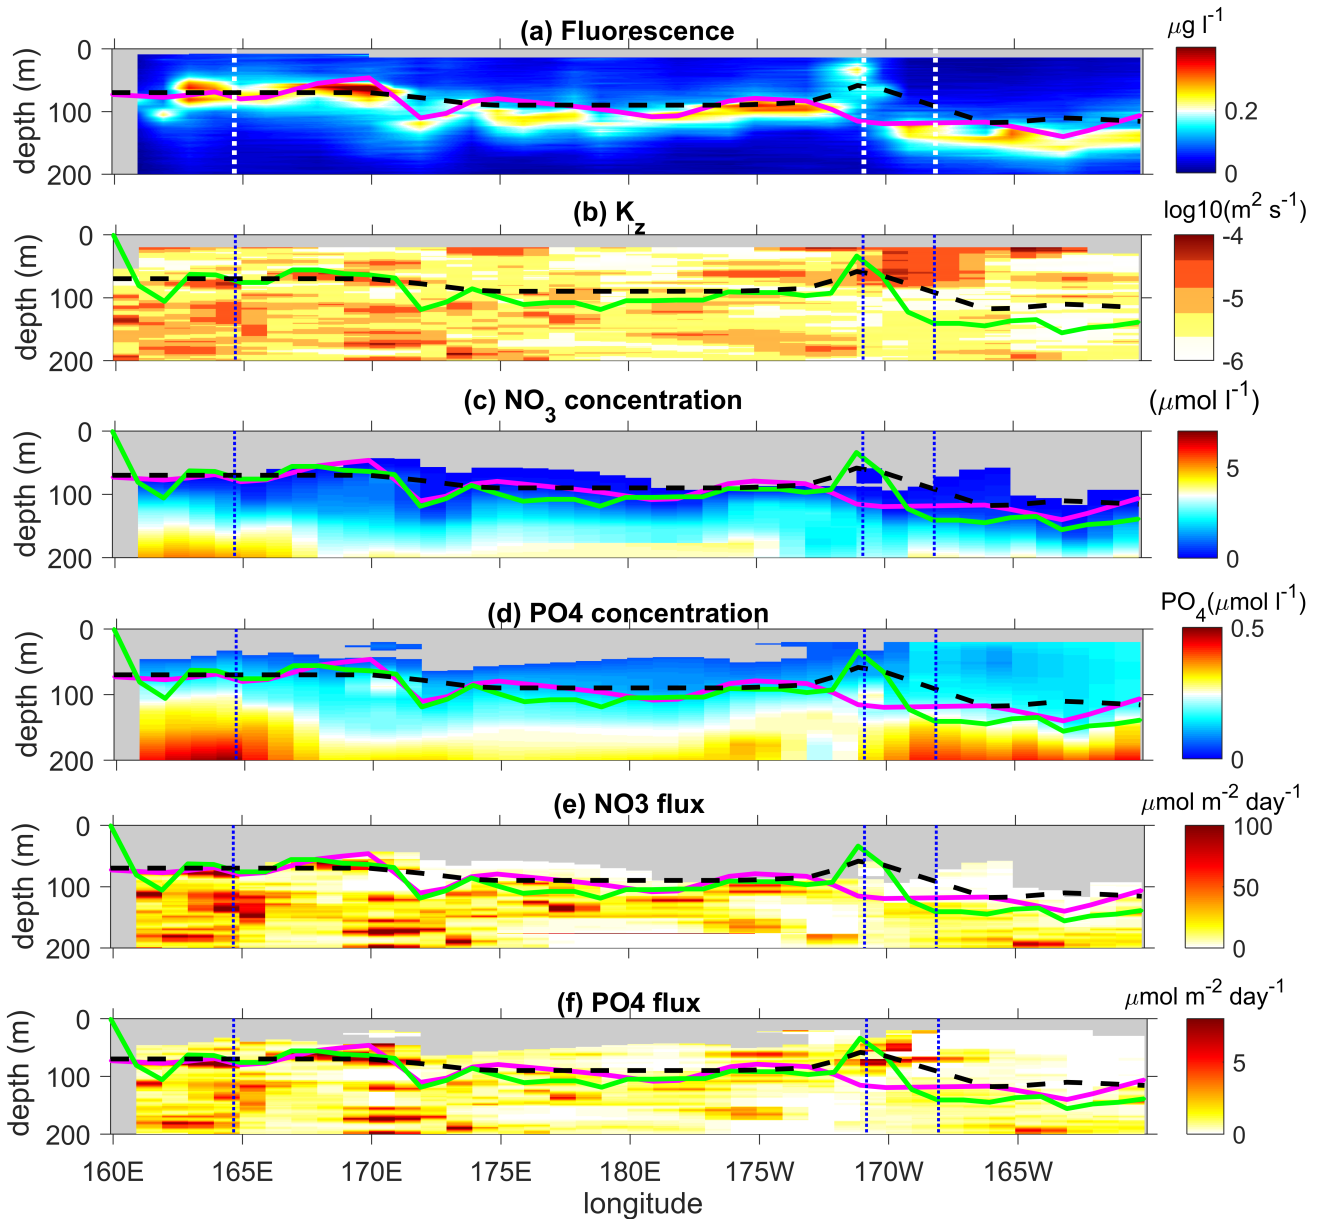 (a) Fluorescence
μg l⁻¹
depth (m)
0
100
200
0.2
0
(b) K_z
log10(m² s⁻¹)
depth (m)
0
100
200
-4
-5
-6
(c) NO₃ concentration
(μmol l⁻¹)
depth (m)
0
100
200
5
0
(d) PO4 concentration
PO₄(μmol l⁻¹)
depth (m)
0
100
200
0.5
0
(e) NO3 flux
μmol m⁻² day⁻¹
depth (m)
0
100
200
100
50
0
(f) PO4 flux
μmol m⁻² day⁻¹
depth (m)
0
100
200
5
0
160E 165E 170E 175E 180E 175W 170W 165W
longitude